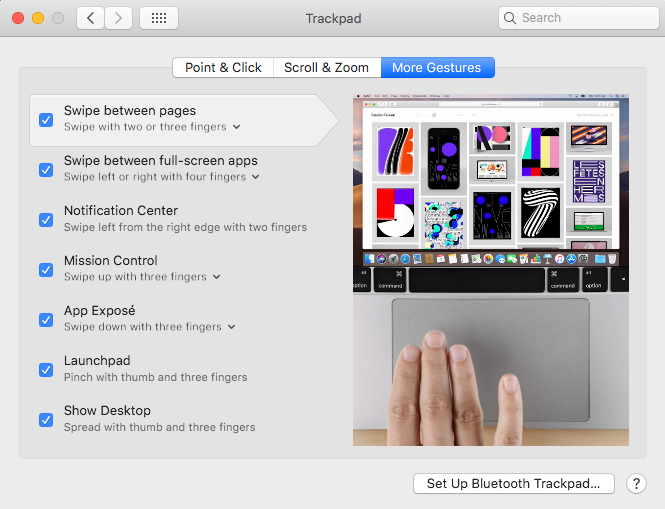 Trackpad
Search
Point & Click
Scroll & Zoom
More Gestures
Swipe between pages
Swipe with two or three fingers
Swipe between full-screen apps
Swipe left or right with four fingers
Notification Center
Swipe left from the right edge with two fingers
Mission Control
Swipe up with three fingers
App Exposé
Swipe down with three fingers
Launchpad
Pinch with thumb and three fingers
Show Desktop
Spread with thumb and three fingers
alt
⌘
⌘
alt
option
command
command
option
Set Up Bluetooth Trackpad...
?